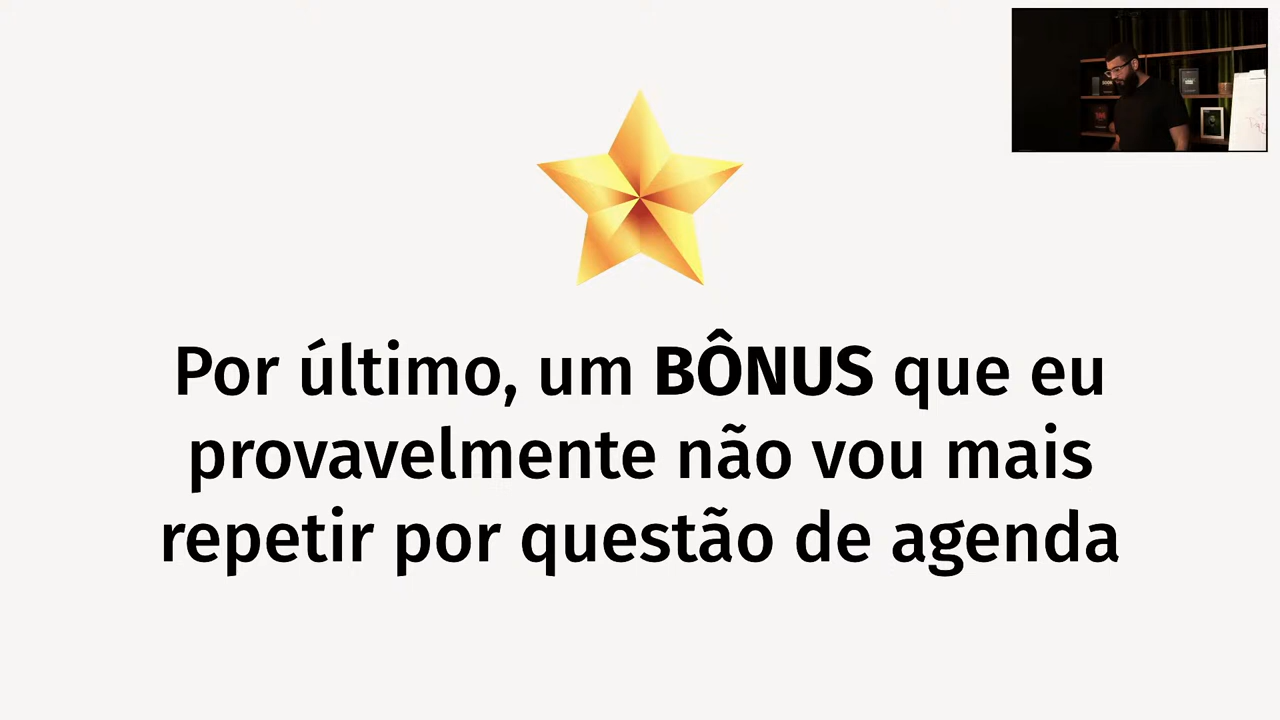 Por último, um BÔNUS que eu
provavelmente não vou mais
repetir por questão de agenda